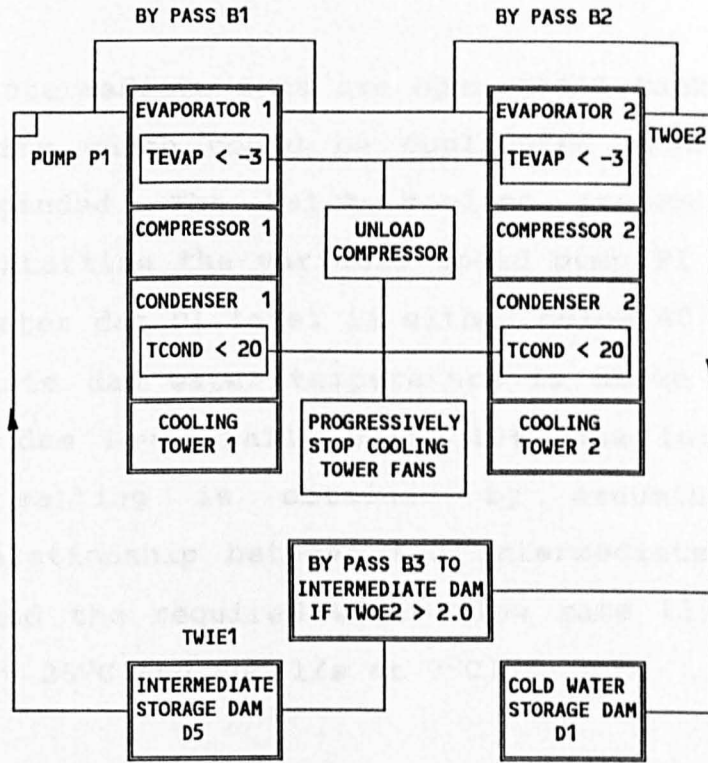 BY PASS B1
BY PASS B2
EVAPORATOR 1
TEVAP < -3
EVAPORATOR 2
TEVAP < -3
TWOE2
PUMP P1
COMPRESSOR 1
UNLOAD
COMPRESSOR
COMPRESSOR 2
CONDENSER 1
TCOND < 20
CONDENSER 2
TCOND < 20
COOLING
TOWER 1
PROGRESSIVELY
STOP COOLING
TOWER FANS
COOLING
TOWER 2
BY PASS B3 TO
INTERMEDIATE DAM
IF TWOE2 > 2.0
TWIE1
INTERMEDIATE
STORAGE DAM
D5
COLD WATER
STORAGE DAM
D1